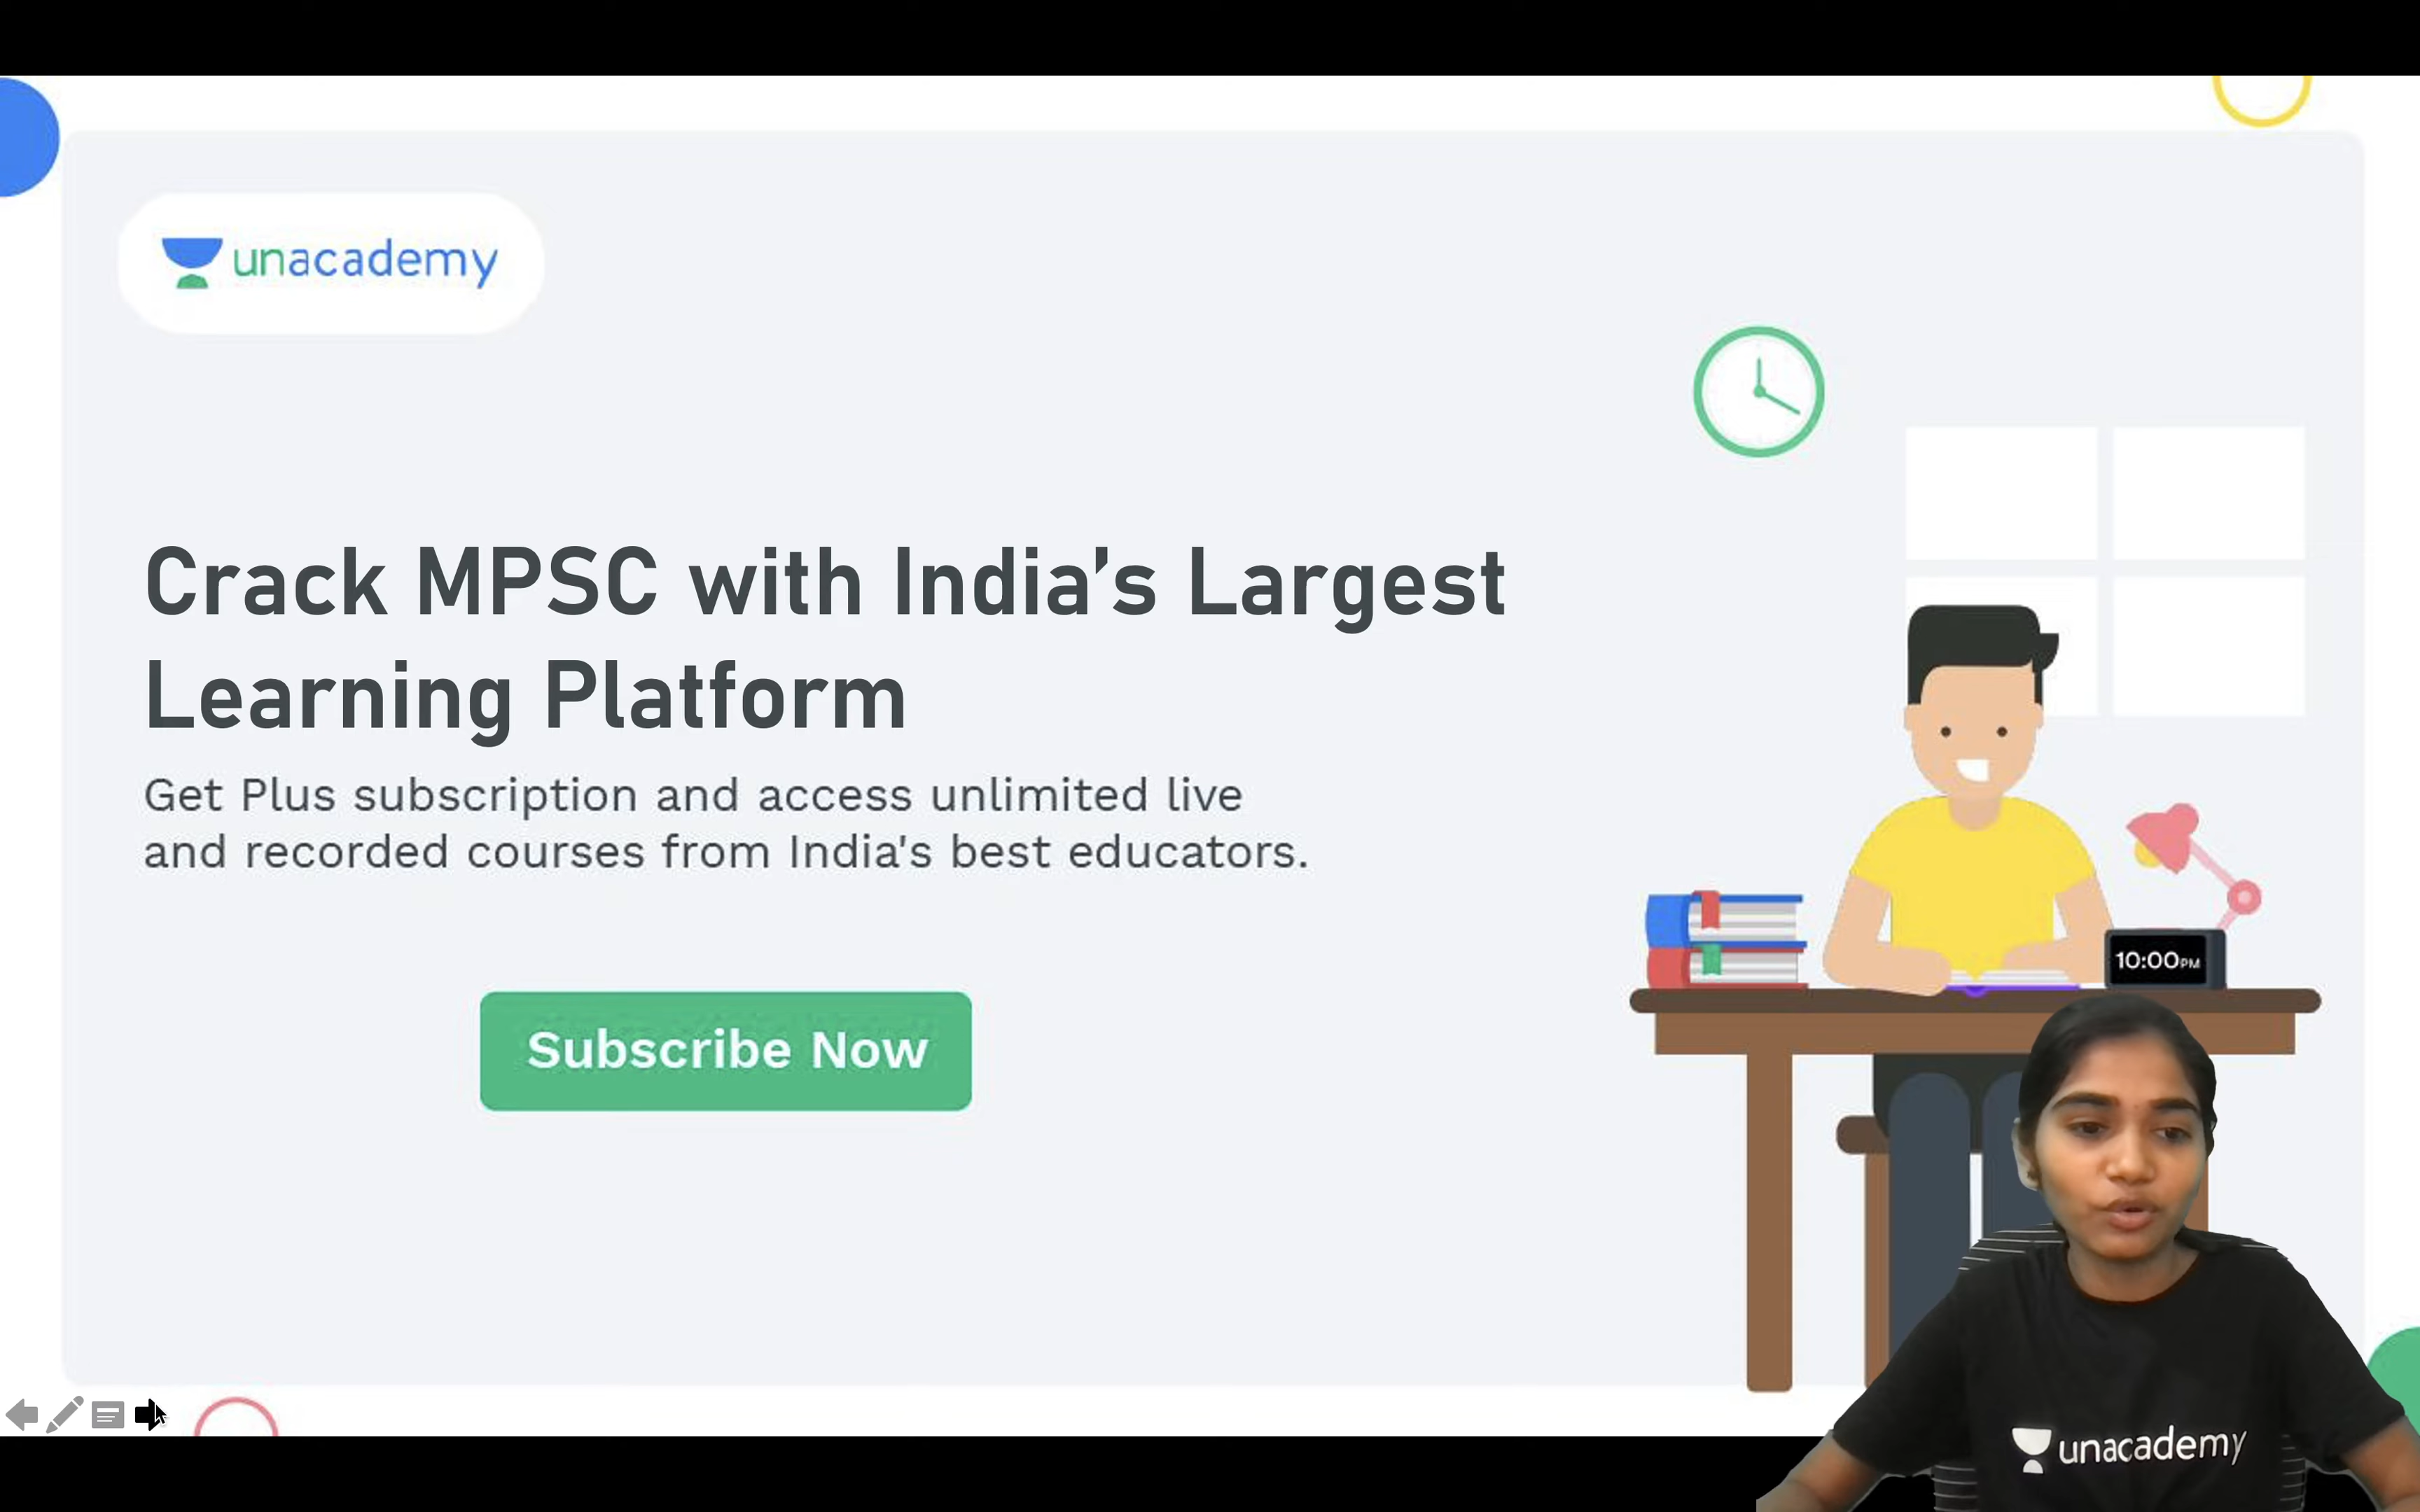 unacademy
Crack MPSC with India’s Largest
Learning Platform
Get Plus subscription and access unlimited live
and recorded courses from India's best educators.
10:00PM
Subscribe Now
unacademy